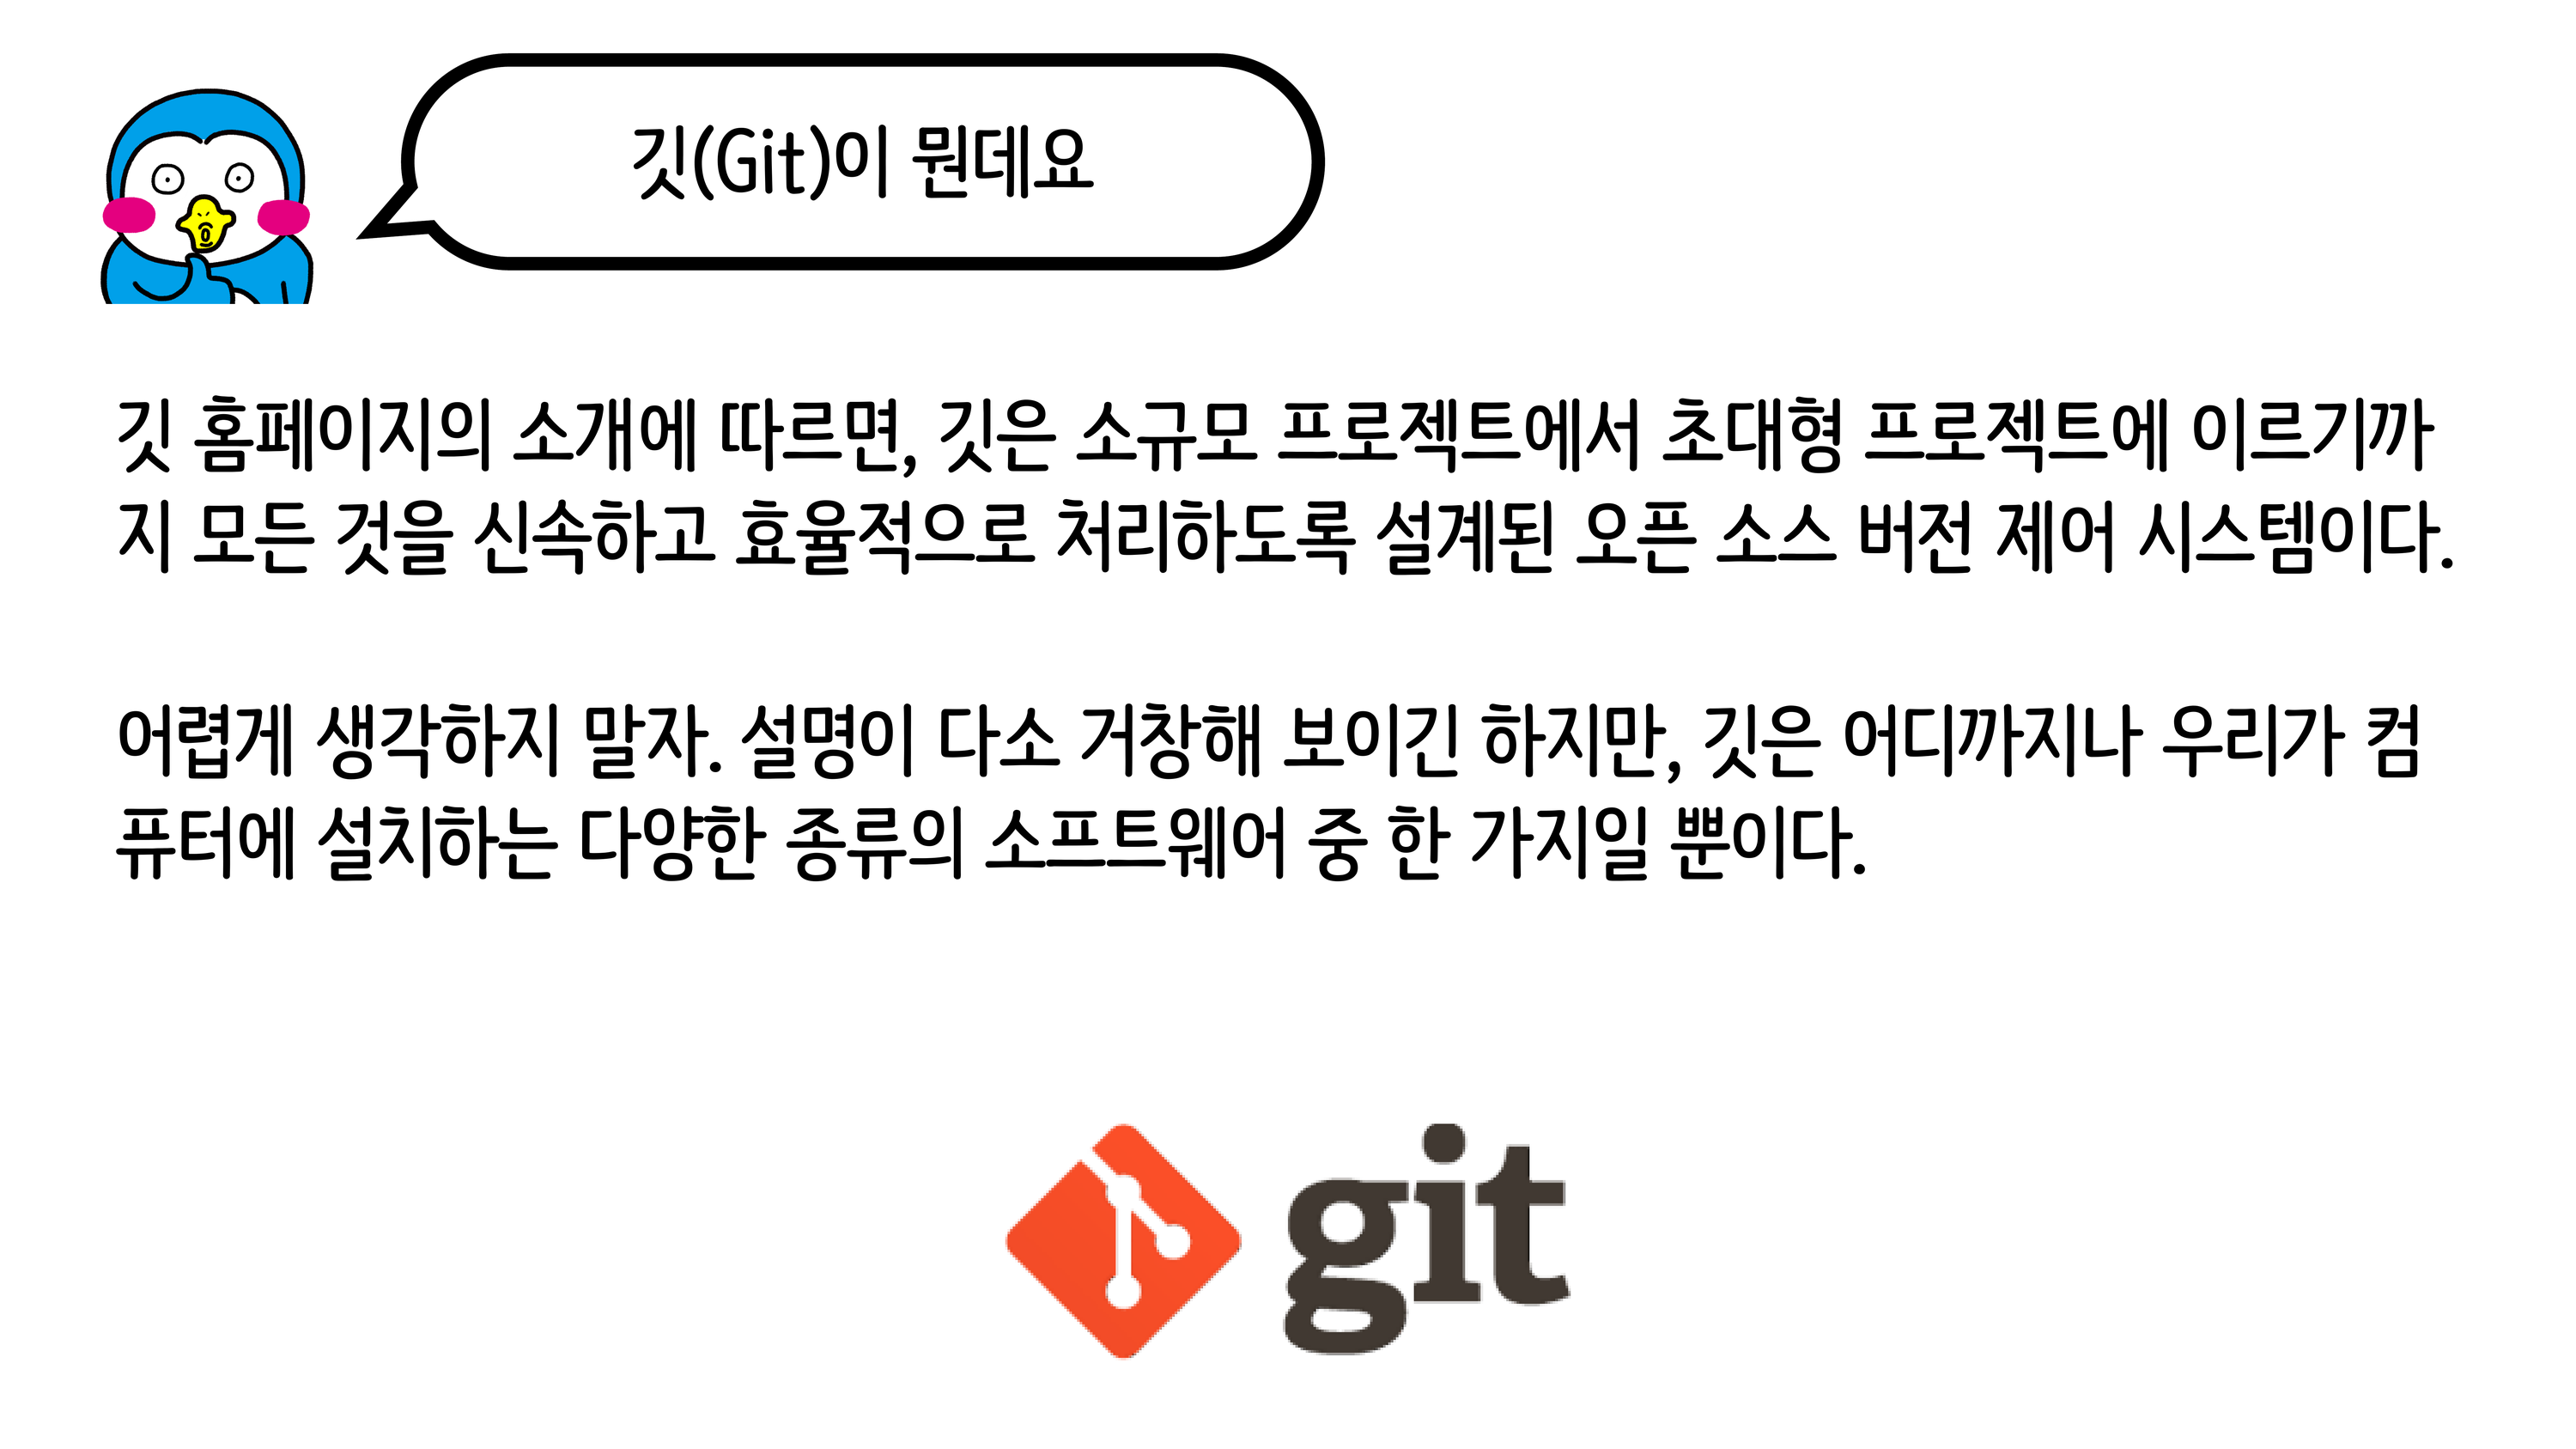 깃(Git)이 뭔데요
깃 홈페이지의 소개에 따르면, 깃은 소규모 프로젝트에서 초대형 프로젝트에 이르기까
지 모든 것을 신속하고 효율적으로 처리하도록 설계된 오픈 소스 버전 제어 시스템이다.
어렵게 생각하지 말자. 설명이 다소 거창해 보이긴 하지만, 깃은 어디까지나 우리가 컴
퓨터에 설치하는 다양한 종류의 소프트웨어 중 한 가지일 뿐이다.
git